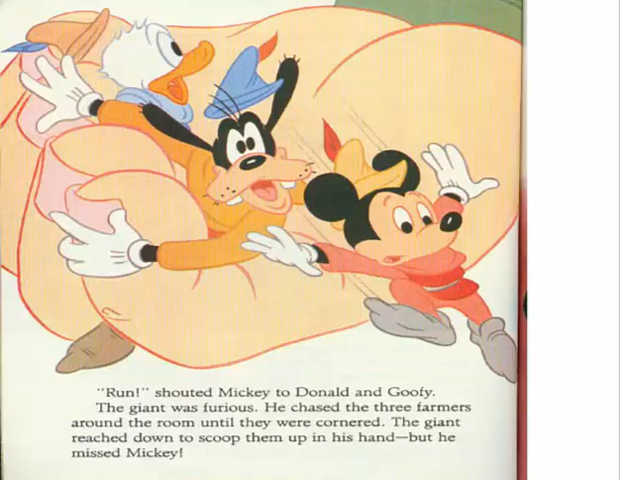 "Run!" shouted Mickey to Donald and Goofy.
The giant was furious. He chased the three farmers
around the room until they were cornered. The giant
reached down to scoop them up in his hand—but he
missed Mickey!